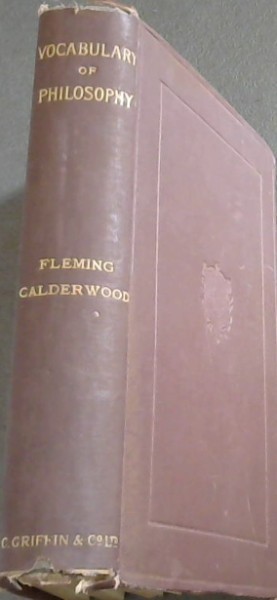 VOCABULARY
OF
PHILOSOPHY
FLEMING
CALDERWOOD
C. GRIFFIN & CO LTD